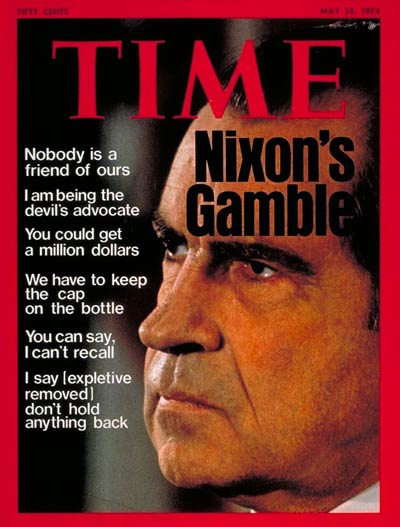 FIFTY CENTS
MAY 13, 1974
TIME
Nixon's
Gamble
Nobody is a
friend of ours
I am being the
devil's advocate
You could get
a million dollars
We have to keep
the cap
on the bottle
You can say,
I can't recall
I say [expletive
removed]
don't hold
anything back